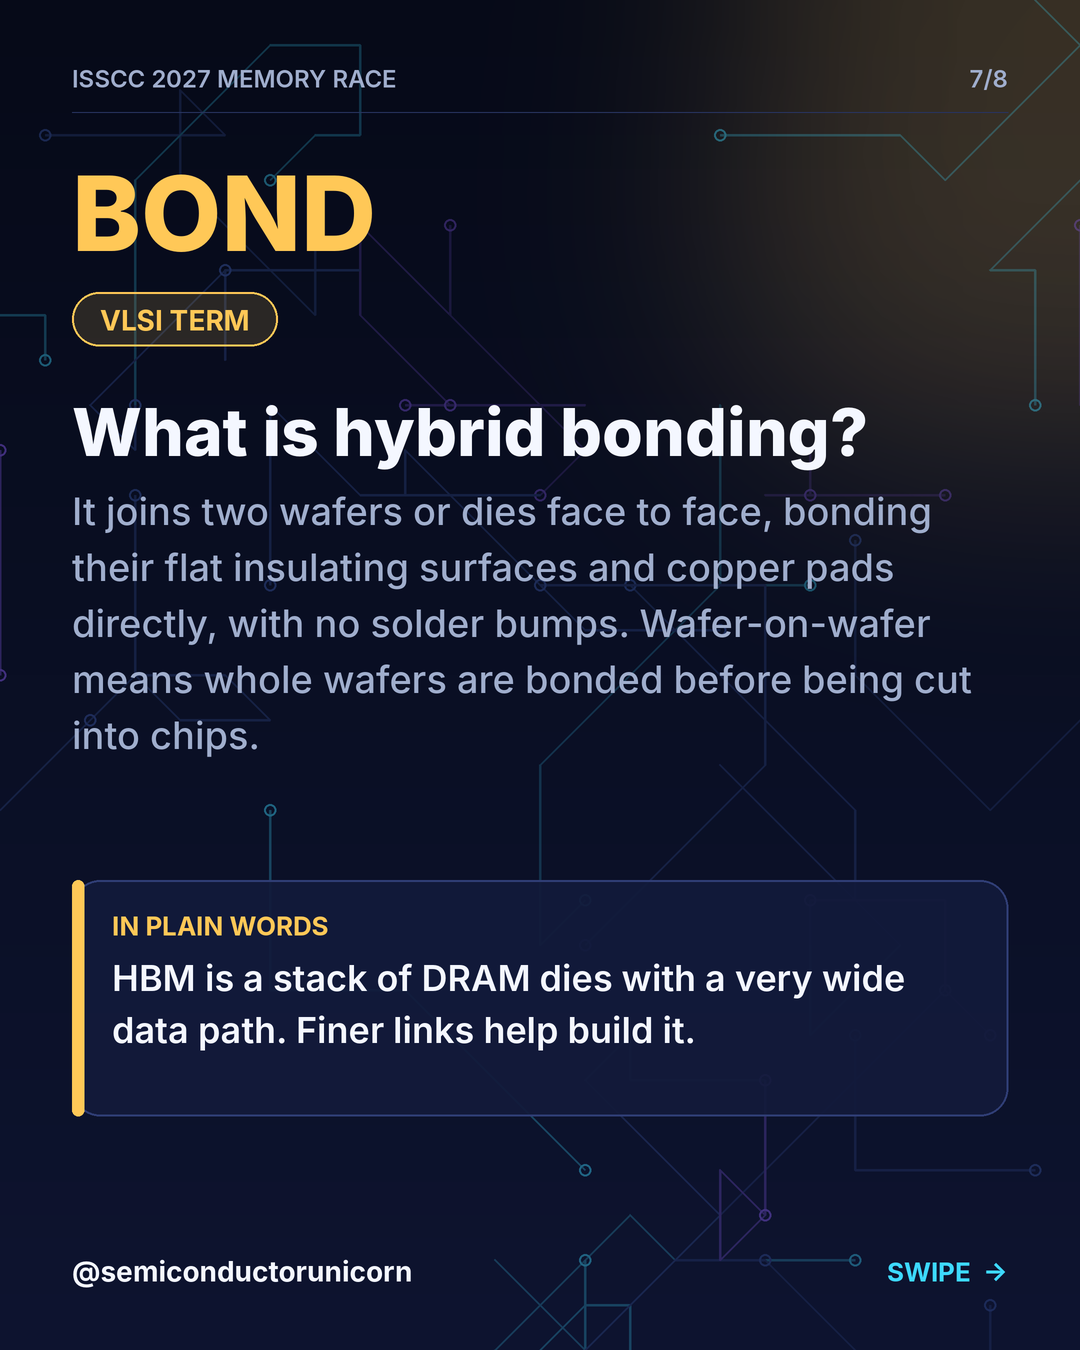 ISSCC 2027 MEMORY RACE
7/8
BOND
VLSI TERM
What is hybrid bonding?
It joins two wafers or dies face to face, bonding
their flat insulating surfaces and copper pads
directly, with no solder bumps. Wafer-on-wafer
means whole wafers are bonded before being cut
into chips.
IN PLAIN WORDS
HBM is a stack of DRAM dies with a very wide
data path. Finer links help build it.
@semiconductorunicorn
SWIPE →